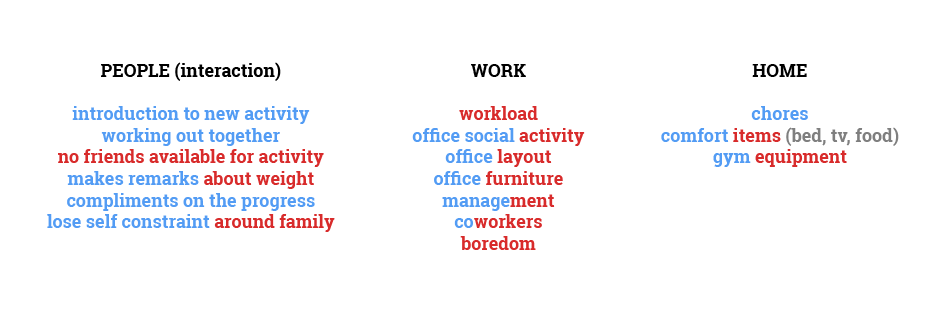 PEOPLE (interaction)
introduction to new activity
working out together
no friends available for activity
makes remarks about weight
compliments on the progress
lose self constraint around family
WORK
workload
office social activity
office layout
office furniture
management
coworkers
boredom
HOME
chores
comfort items (bed, tv, food)
gym equipment